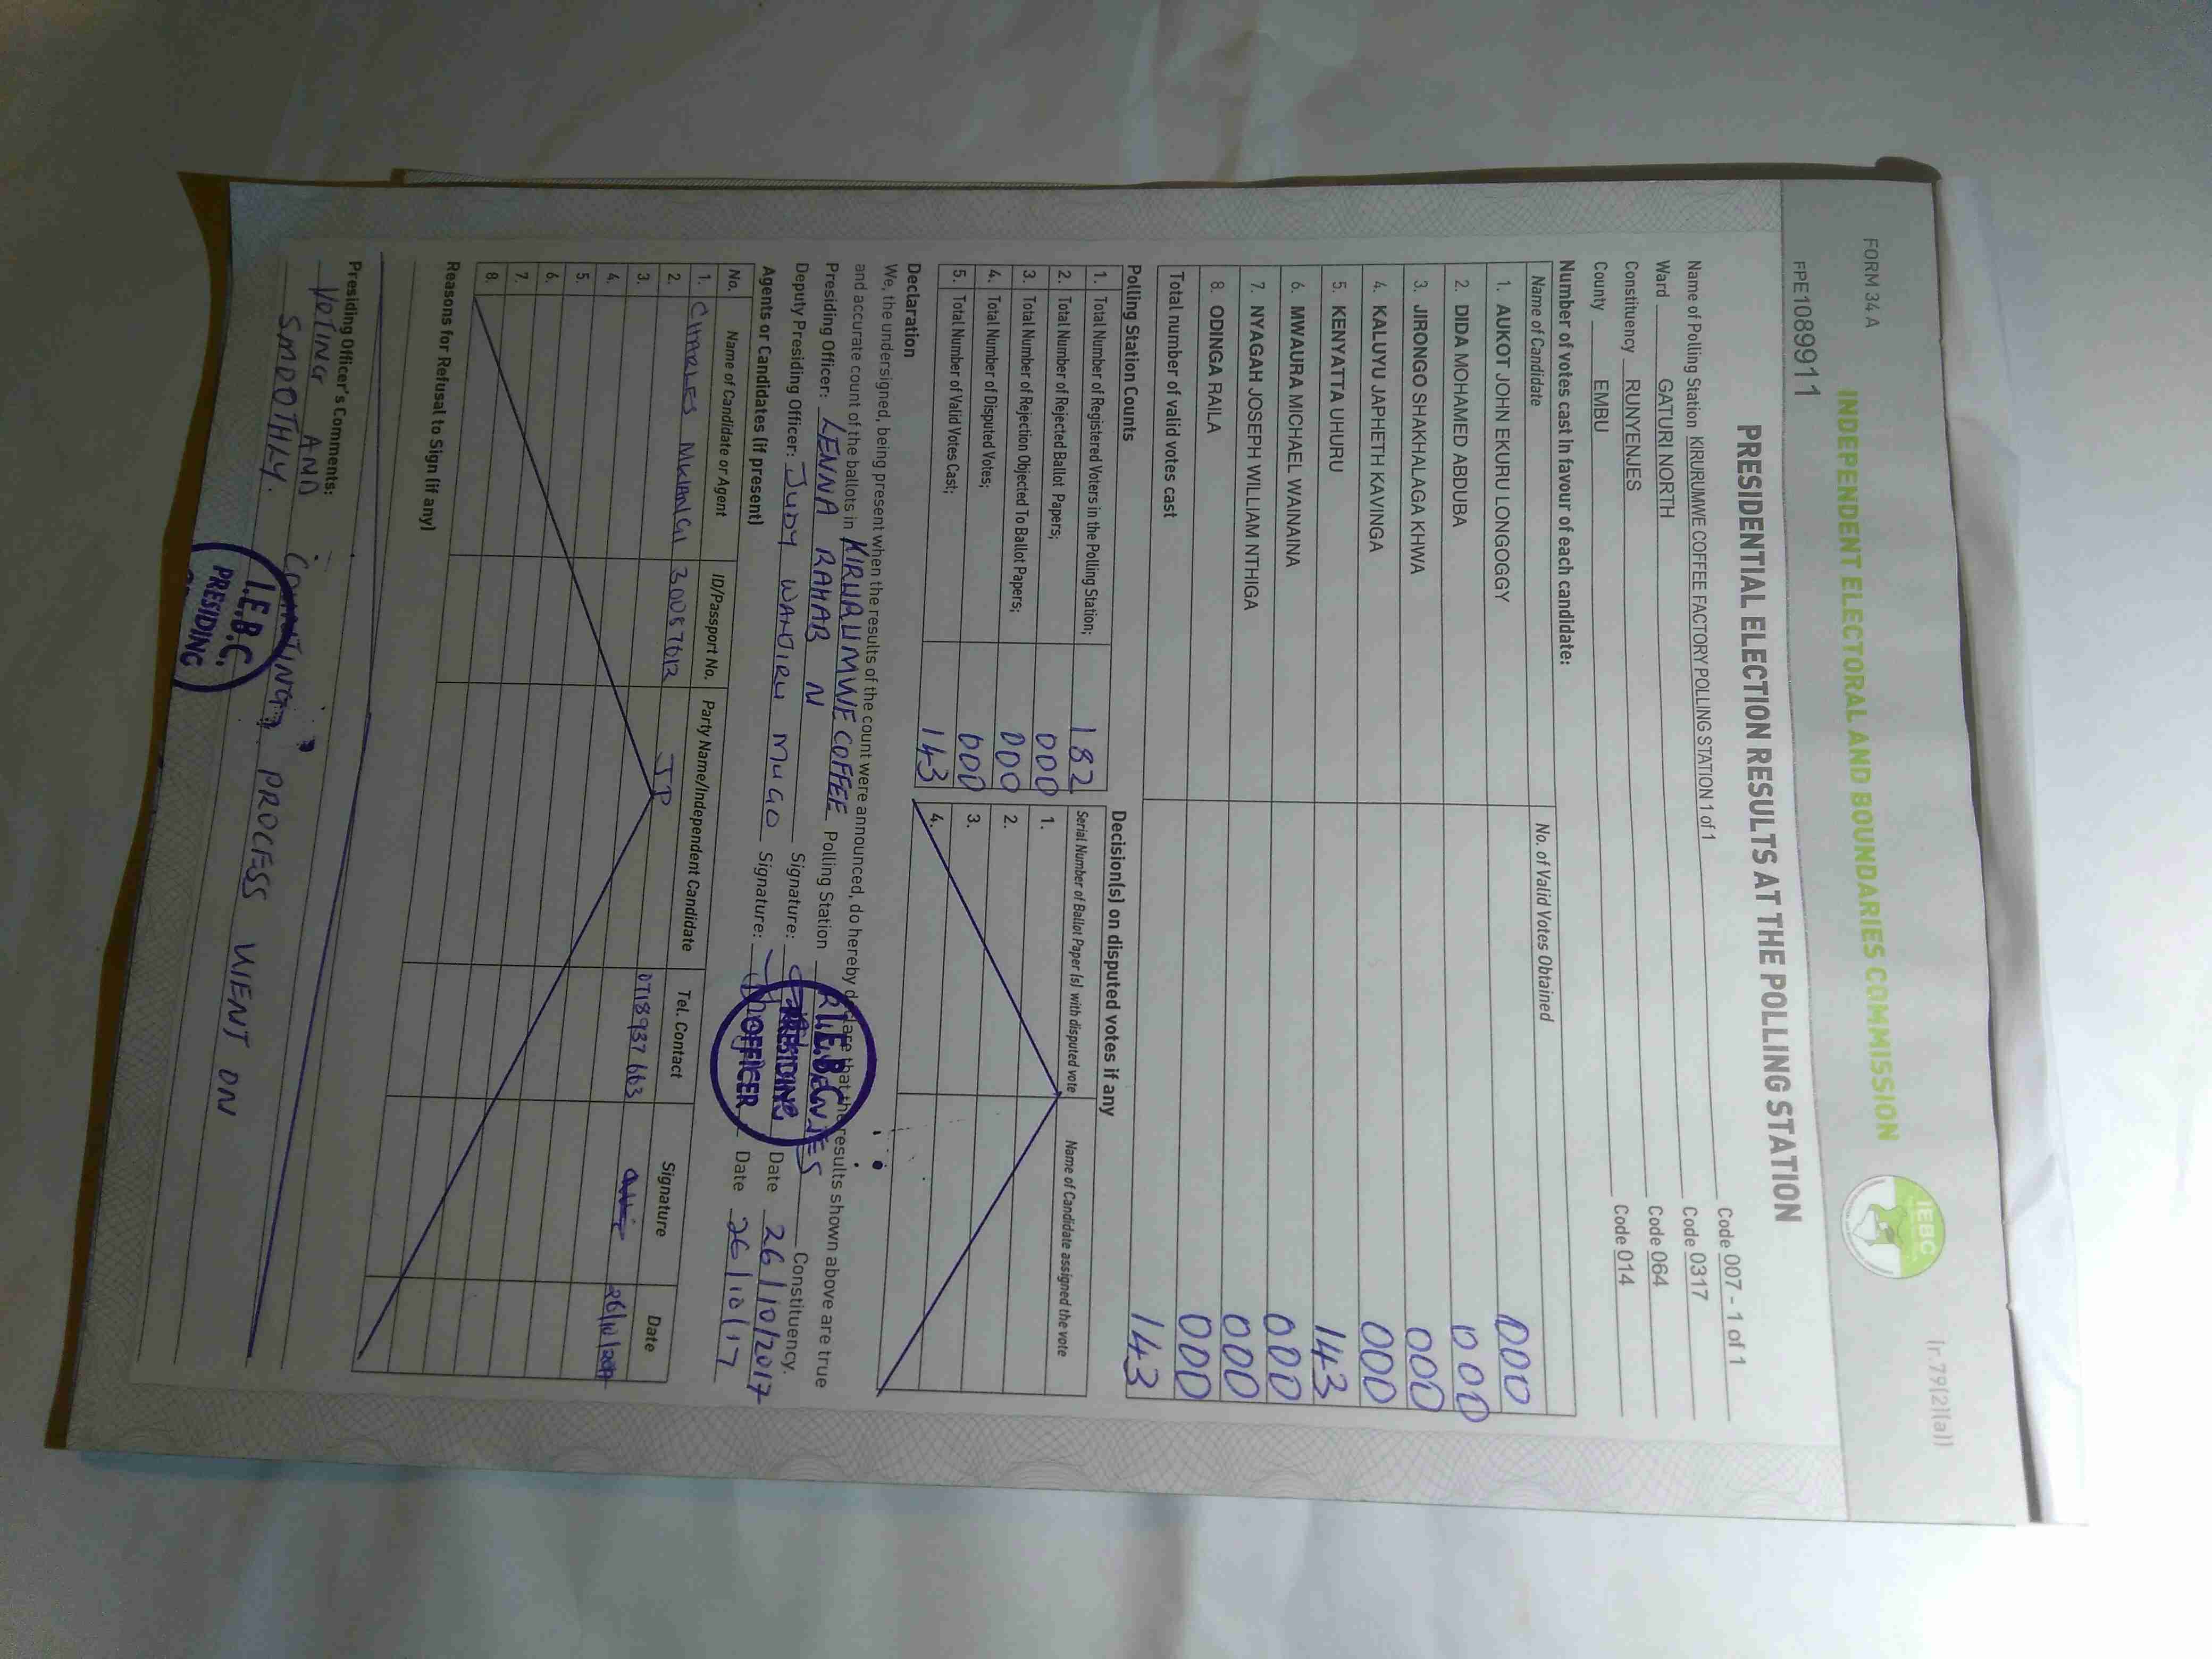 FORM 34 A
(r.79(2)(a))
INDEPENDENT ELECTORAL AND BOUNDARIES COMMISSION
IEBC
FPE1089911
PRESIDENTIAL ELECTION RESULTS AT THE POLLING STATION
Name of Polling Station KIRURUMWE COFFEE FACTORY POLLING STATION 1 of 1 Code 007 - 1 of 1
Ward GATURI NORTH Code 0317
Constituency RUNYENJES Code 064
County EMBU Code 014
Number of votes cast in favour of each candidate:
Name of Candidate No. of Valid Votes Obtained
1. AUKOT JOHN EKURU LONGOGGY 000
2. DIDA MOHAMED ABDUBA 000
3. JIRONGO SHAKHALAGA KHWA 000
4. KALUYU JAPHETH KAVINGA 000
5. KENYATTA UHURU 143
6. MWAURA MICHAEL WAINAINA 000
7. NYAGAH JOSEPH WILLIAM NTHIGA 000
8. ODINGA RAILA 000
Total number of valid votes cast 143
Polling Station Counts
1. Total Number of Registered Voters in the Polling Station; 182
2. Total Number of Rejected Ballot Papers; 000
3. Total Number of Rejection Objected To Ballot Papers; 000
4. Total Number of Disputed Votes; 000
5. Total Number of Valid Votes Cast; 143
Decision(s) on disputed votes if any
Serial Number of Ballot Paper (s) with disputed vote Name of Candidate assigned the vote
1.
2.
3.
4.
Declaration
We, the undersigned, being present when the results of the count were announced, do hereby declare that the results shown above are true
and accurate count of the ballots in KIRURUMWE COFFEE Polling Station Constituency.
Presiding Officer: LENNA RAHAB N Signature: Date 26/10/2017
Deputy Presiding Officer: JUDY WANJIRU MUGO Signature: Date 26/10/17
I.E.B.C.
PRESIDING
OFFICER
Agents or Candidates (if present)
No. Name of Candidate or Agent ID/Passport No. Party Name/Independent Candidate Tel. Contact Signature Date
1. CHARLES 30057612 JP 0718937663 26/10/2017
2.
3.
4.
5.
6.
7.
8.
Reasons for Refusal to Sign (if any)
Presiding Officer's Comments:
VOTING AND COUNTING PROCESS WENT ON
SMOOTHLY.
I.E.B.C.
PRESIDING